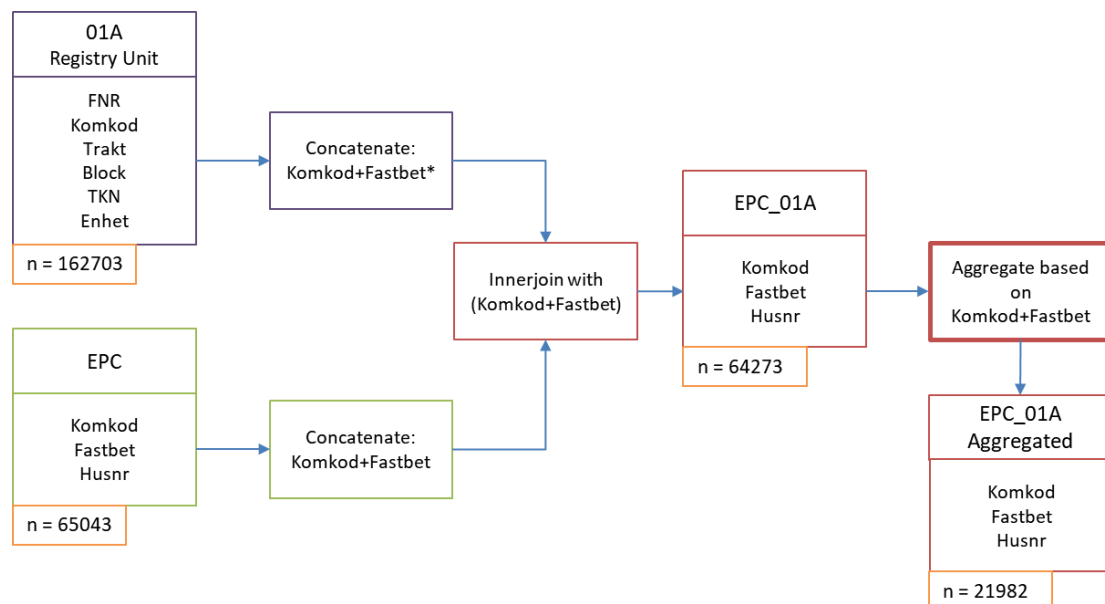 01A
Registry Unit
FNR
Komkod
Trakt
Block
TKN
Enhet
n = 162703
Concatenate:
Komkod+Fastbet*
EPC
Komkod
Fastbet
Husnr
n = 65043
Concatenate:
Komkod+Fastbet
Innerjoin with
(Komkod+Fastbet)
EPC_01A
Komkod
Fastbet
Husnr
n = 64273
Aggregate based
on
Komkod+Fastbet
EPC_01A
Aggregated
Komkod
Fastbet
Husnr
n = 21982